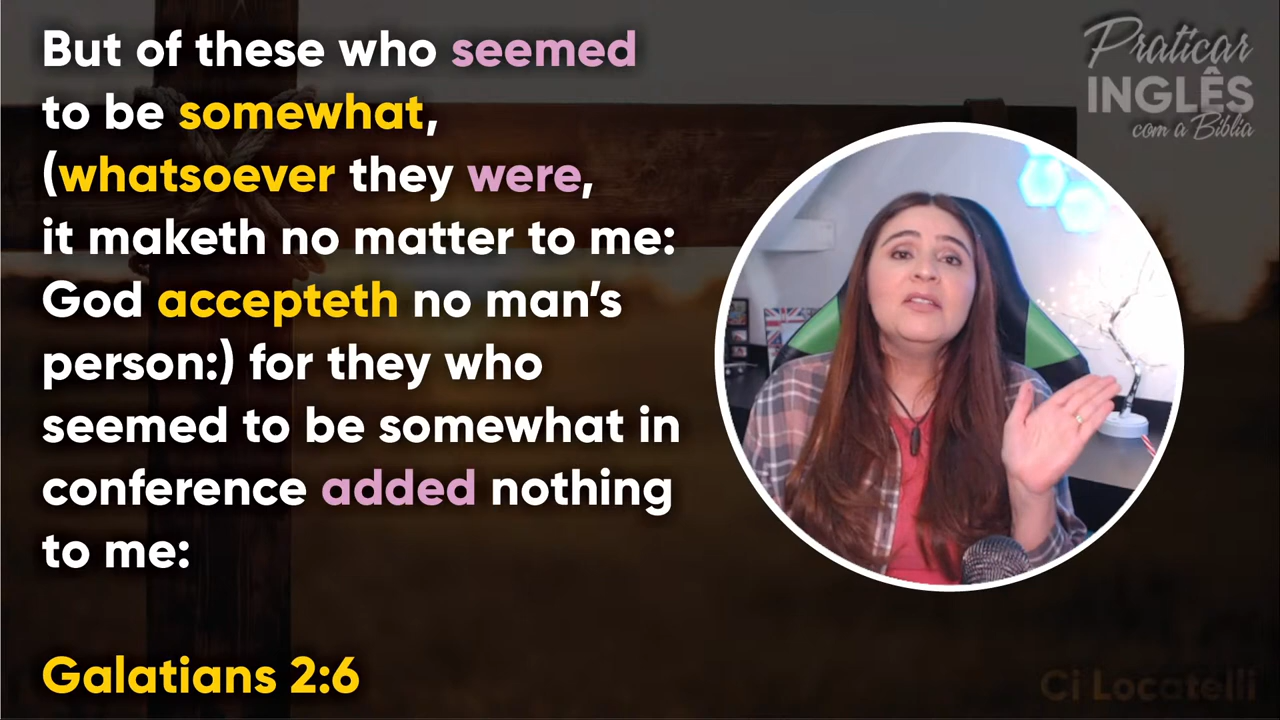 But of these who seemed
to be somewhat,
(whatsoever they were,
it maketh no matter to me:
God accepteth no man's
person:) for they who
seemed to be somewhat in
conference added nothing
to me:
Galatians 2:6
Praticar
INGLÊS
com a Bíblia
Ci Locatelli